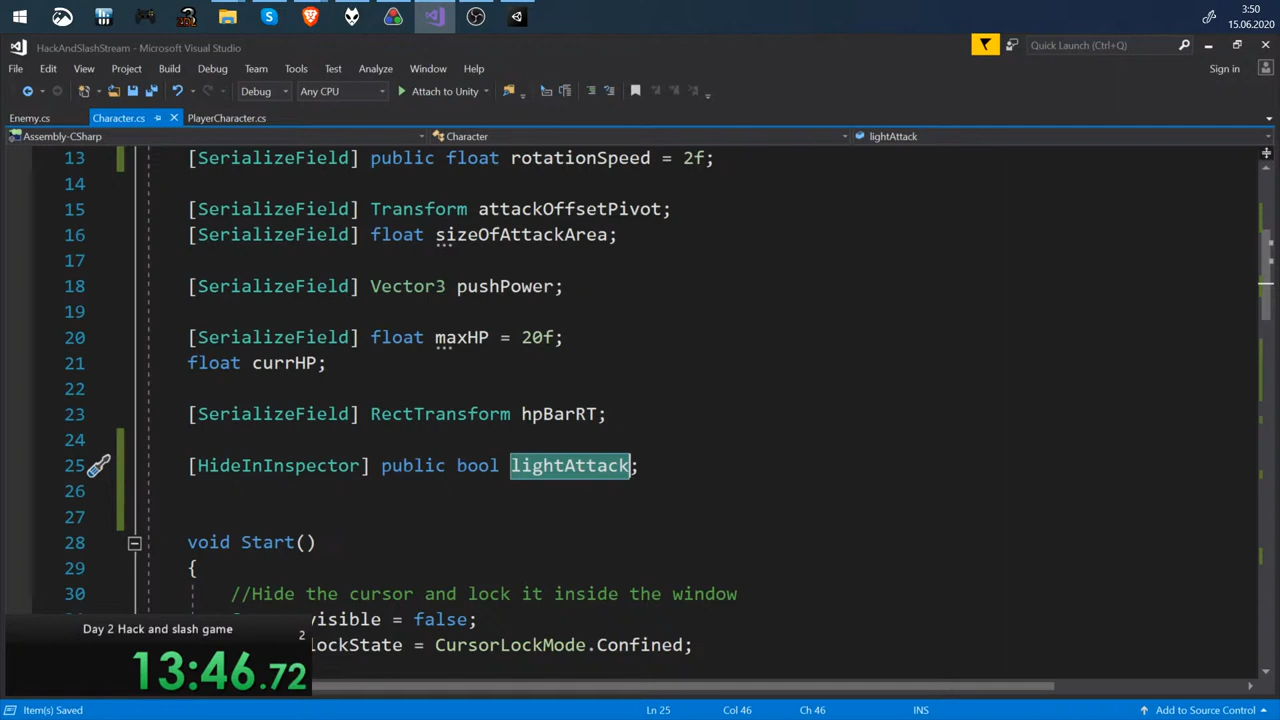 3:50
15.06.2020
HackAndSlashStream - Microsoft Visual Studio
Quick Launch (Ctrl+Q)
File Edit View Project Build Debug Team Tools Test Analyze Window Help
Sign in
Debug Any CPU Attach to Unity
Enemy.cs Character.cs PlayerCharacter.cs
Assembly-CSharp Character lightAttack
13 [SerializeField] public float rotationSpeed = 2f;
14
15 [SerializeField] Transform attackOffsetPivot;
16 [SerializeField] float sizeOfAttackArea;
17
18 [SerializeField] Vector3 pushPower;
19
20 [SerializeField] float maxHP = 20f;
21 float currHP;
22
23 [SerializeField] RectTransform hpBarRT;
24
25 [HideInInspector] public bool lightAttack;
26
27
28 void Start()
29 {
30 //Hide the cursor and lock it inside the window
visible = false;
lockState = CursorLockMode.Confined;
Day 2 Hack and slash game 2
13:46.72
Item(s) Saved Ln 25 Col 46 Ch 46 INS Add to Source Control